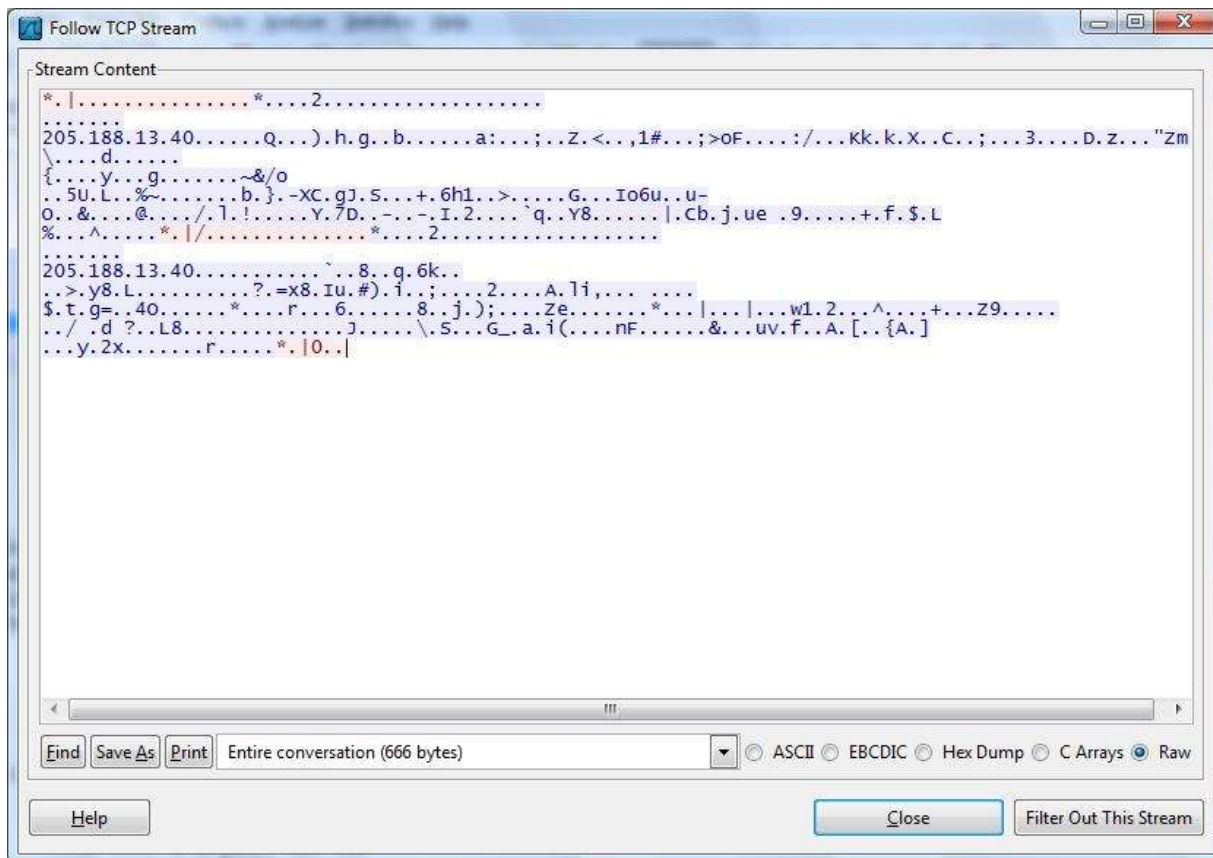 Follow TCP Stream
Stream Content
*.|...............*....2...................
.......
205.188.13.40......Q...).h.g..b......a:...;..Z.<..,1#...;>oF....:/...Kk.k.X..C..;...3....D.z..."Zm
\....d......
{....y...g.......~&/o
..5U.L..%~.......b.}.-XC.gJ.S...+.6h1..>.....G...Io6u..u-
O..&....@..../.l.!.....Y.7D..-..-.I.2....`q..Y8......|.Cb.j.ue .9.....+.f.$.L
%...^.....*.|/..............*....2...................
.......
205.188.13.40...........`..8..q.6k..
..>.y8.L..........?.=x8.Iu.#).i..;....2....A.li,... ....
$.t.g=..4O......*....r...6......8..j.);....Ze.......*...|...|...w1.2...^....+...Z9.....
../ .d ?..L8..............J.....\.S...G_.a.i(....nF......&...uv.f..A.[..{A.]
...y.2x.......r.....*.|O..
Find Save As Print Entire conversation (666 bytes) ASCII EBCDIC Hex Dump C Arrays Raw
Help Close Filter Out This Stream